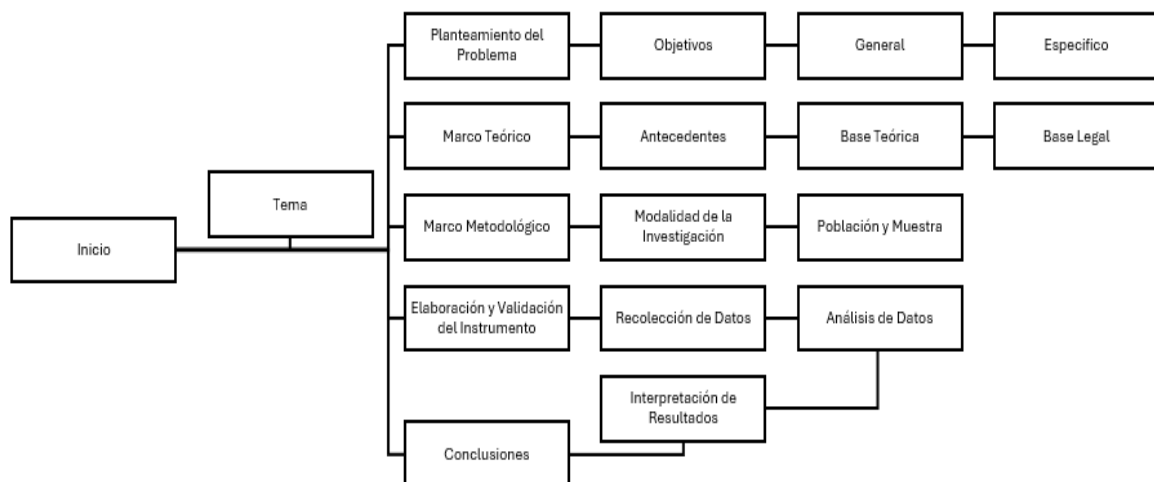 Planteamiento del
Problema
Objetivos
General
Especifico
Marco Teórico
Antecedentes
Base Teórica
Base Legal
Tema
Inicio
Marco Metodológico
Modalidad de la
Investigación
Población y Muestra
Elaboración y Validación
del Instrumento
Recolección de Datos
Análisis de Datos
Interpretación de
Resultados
Conclusiones